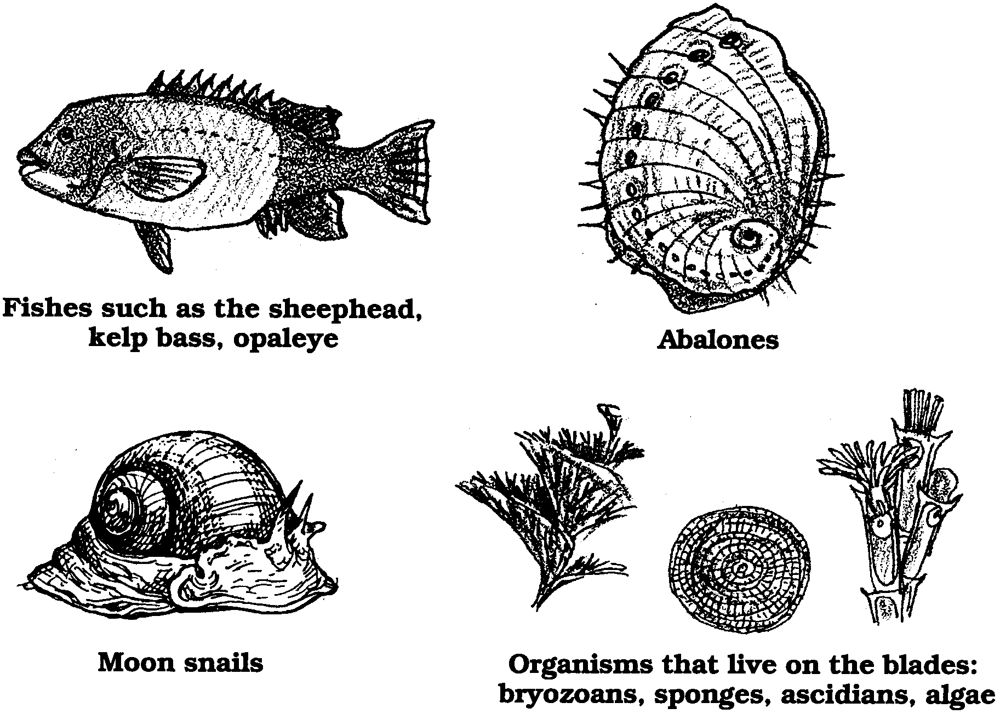 Fishes such as the sheephead,
kelp bass, opaleye
Abalones
Moon snails
Organisms that live on the blades:
bryozoans, sponges, ascidians, algae